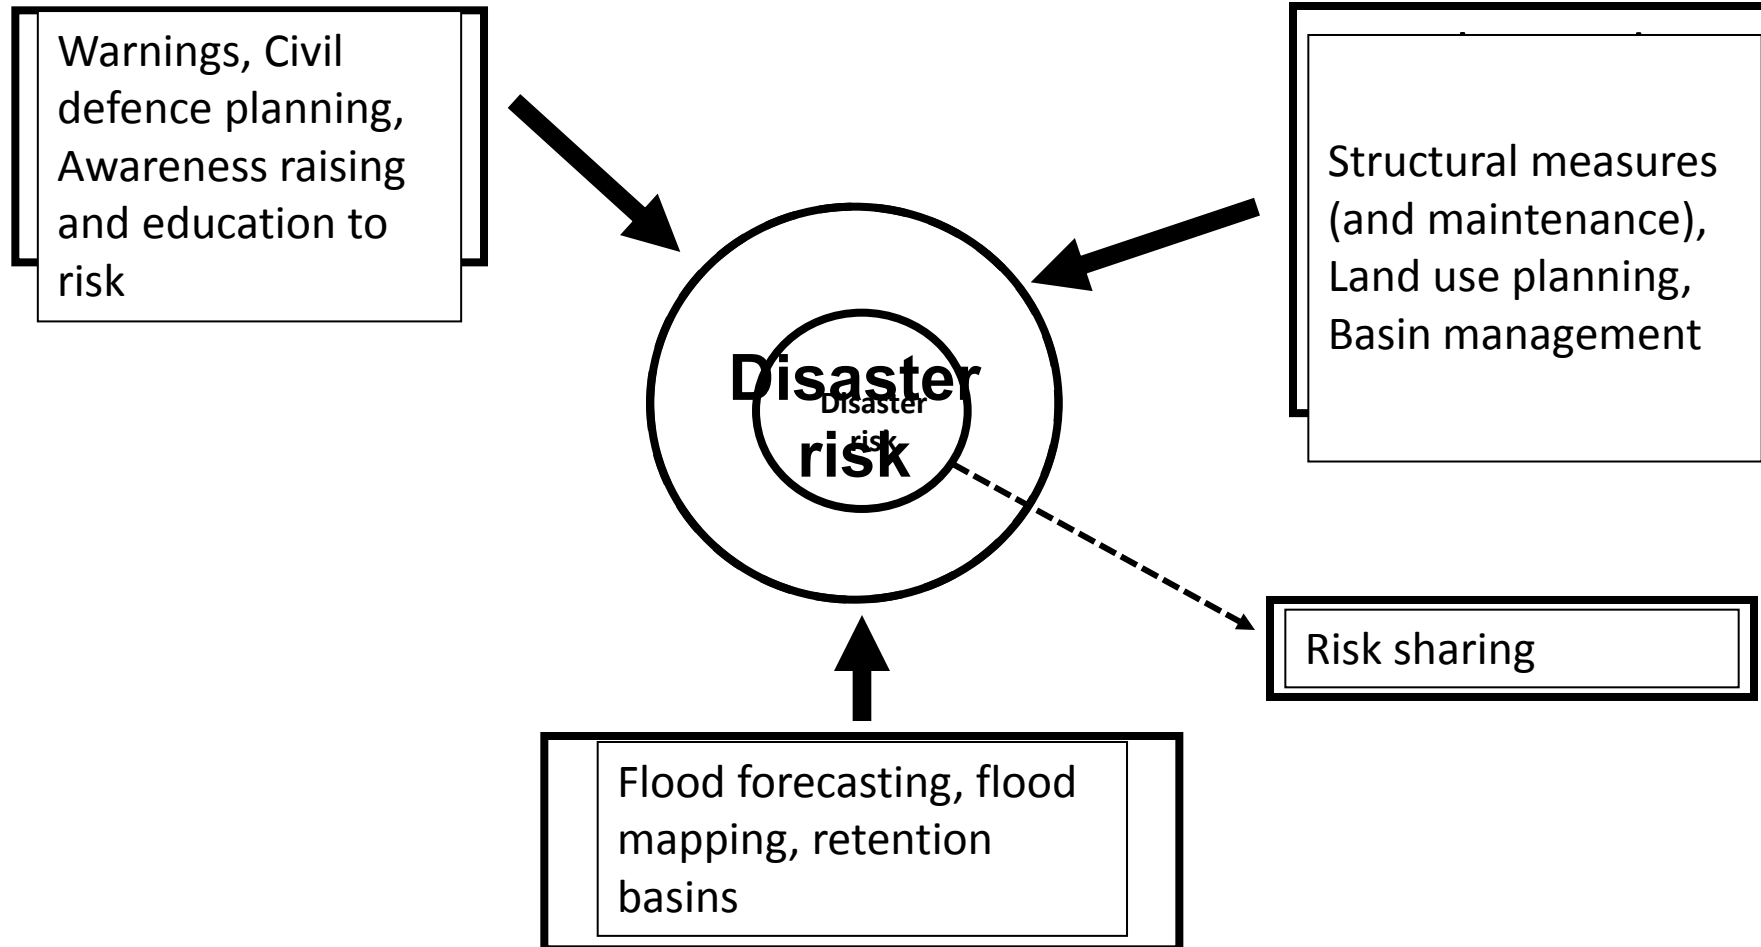 Warnings, Civil
defence planning,
Awareness raising
and education to
risk
Structural measures
(and maintenance),
Land use planning,
Basin management
Disaster
risk
Disaster
risk
Risk sharing
Flood forecasting, flood
mapping, retention
basins